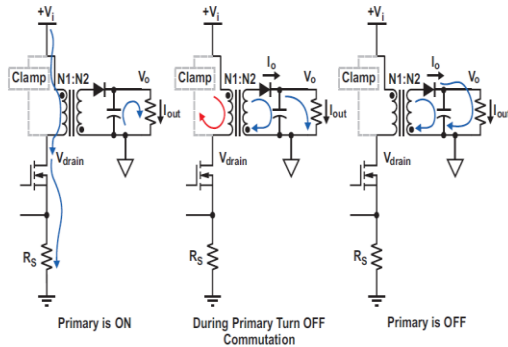 +Vi
Clamp
N1:N2
Vo
Iout
Vdrain
RS
Primary is ON
+Vi
Clamp
N1:N2
Io
Vo
Iout
Vdrain
RS
During Primary Turn OFF
Commutation
+Vi
Clamp
N1:N2
Io
Vo
Iou
Vdrain
RS
Primary is OFF